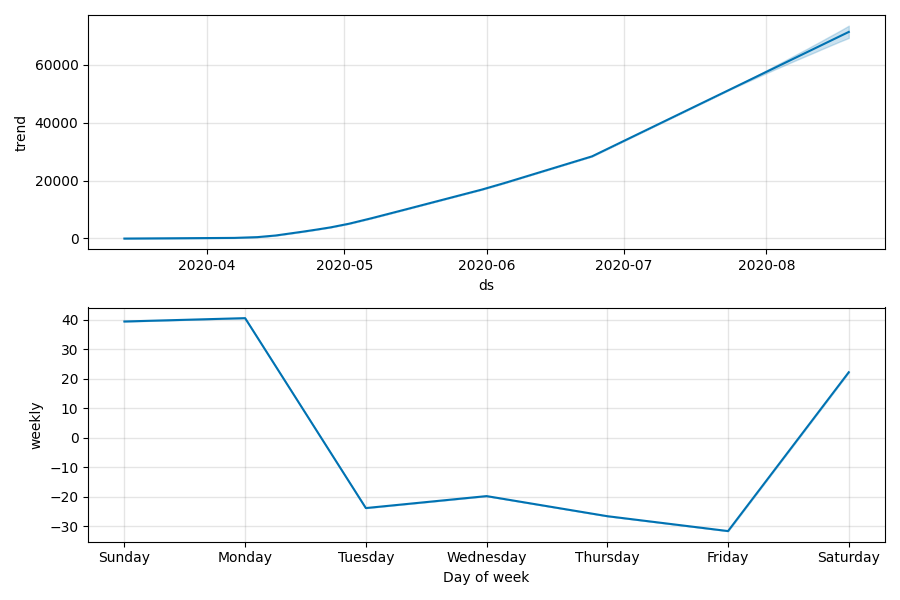 trend
60000
40000
20000
0
2020-04 2020-05 2020-06 2020-07 2020-08
ds
weekly
40
30
20
10
0
−10
−20
−30
Sunday Monday Tuesday Wednesday Thursday Friday Saturday
Day of week